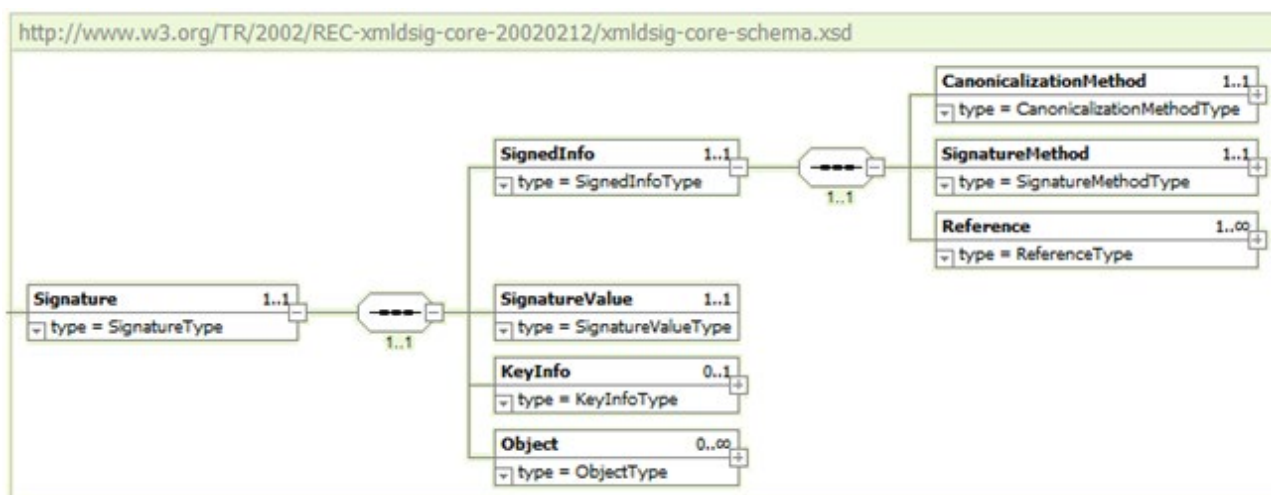 http://www.w3.org/TR/2002/REC-xmldsig-core-20020212/xmldsig-core-schema.xsd
CanonicalizationMethod 1..1
type = CanonicalizationMethodType
SignedInfo 1..1
type = SignedInfoType
1..1
SignatureMethod 1..1
type = SignatureMethodType
Reference 1..∞
type = ReferenceType
Signature 1..1
type = SignatureType
1..1
SignatureValue 1..1
type = SignatureValueType
KeyInfo 0..1
type = KeyInfoType
Object 0..∞
type = ObjectType